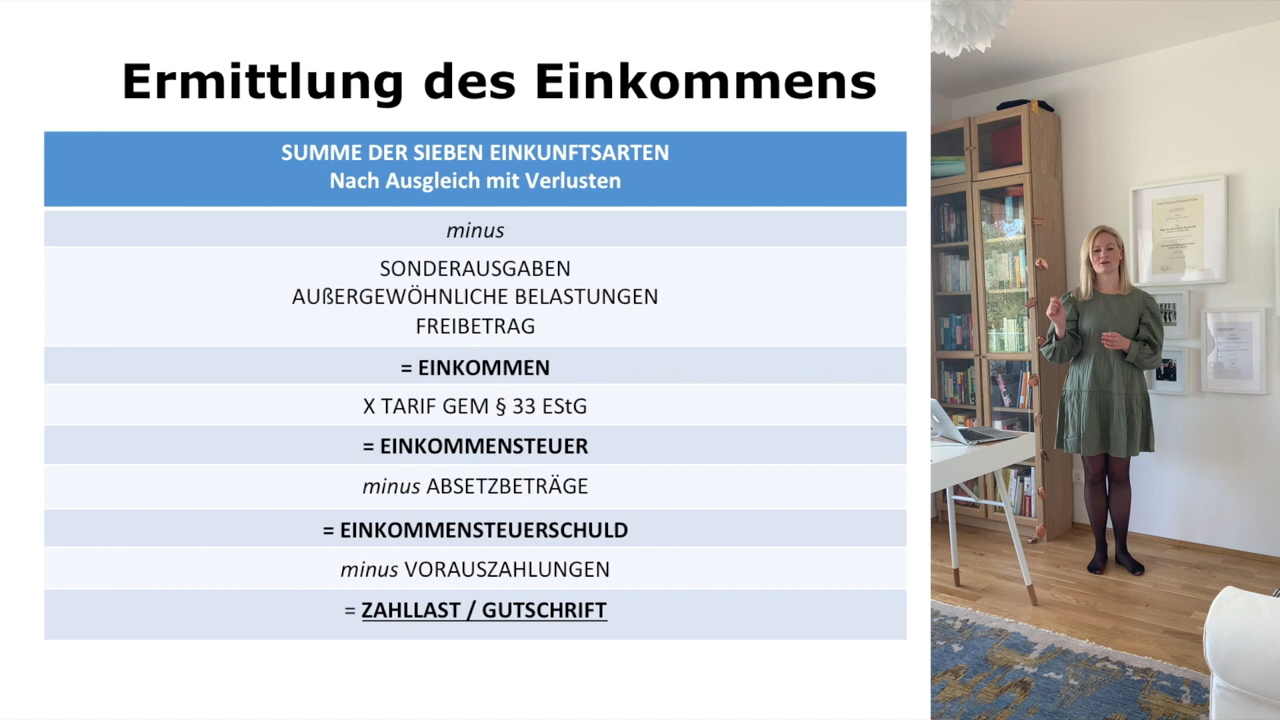 Ermittlung des Einkommens
SUMME DER SIEBEN EINKUNFTSARTEN
Nach Ausgleich mit Verlusten
minus
SONDERAUSGABEN
AUßERGEWÖHNLICHE BELASTUNGEN
FREIBETRAG
= EINKOMMEN
X TARIF GEM § 33 EStG
= EINKOMMENSTEUER
minus ABSETZBETRÄGE
= EINKOMMENSTEUERSCHULD
minus VORAUSZAHLUNGEN
= ZAHLLAST / GUTSCHRIFT